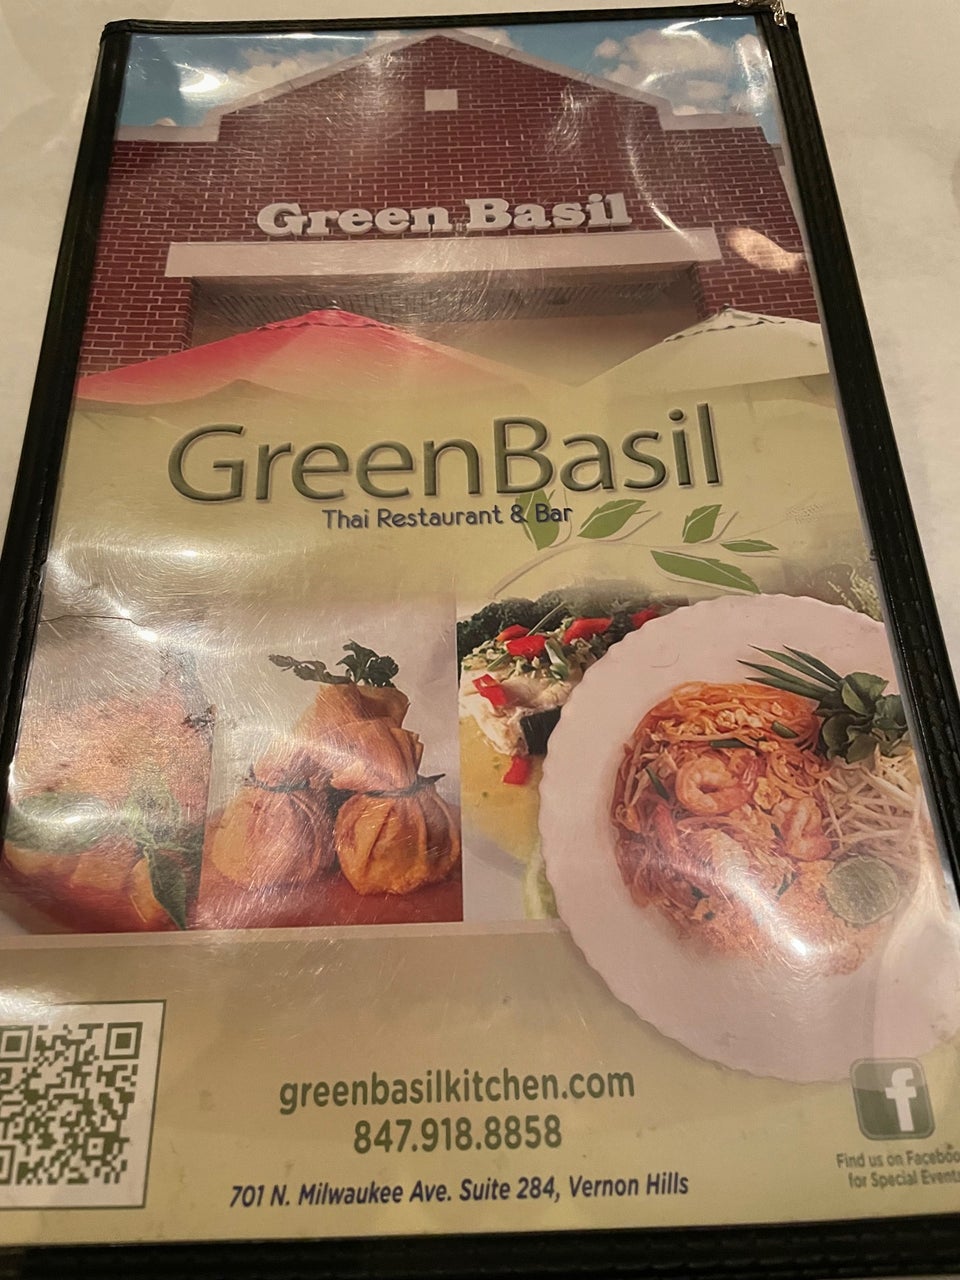 Green Basil
GreenBasil
Thai Restaurant & Bar
greenbasilkitchen.com
847.918.8858
701 N. Milwaukee Ave. Suite 284, Vernon Hills
f
Find us on Faceboo
for Special Event